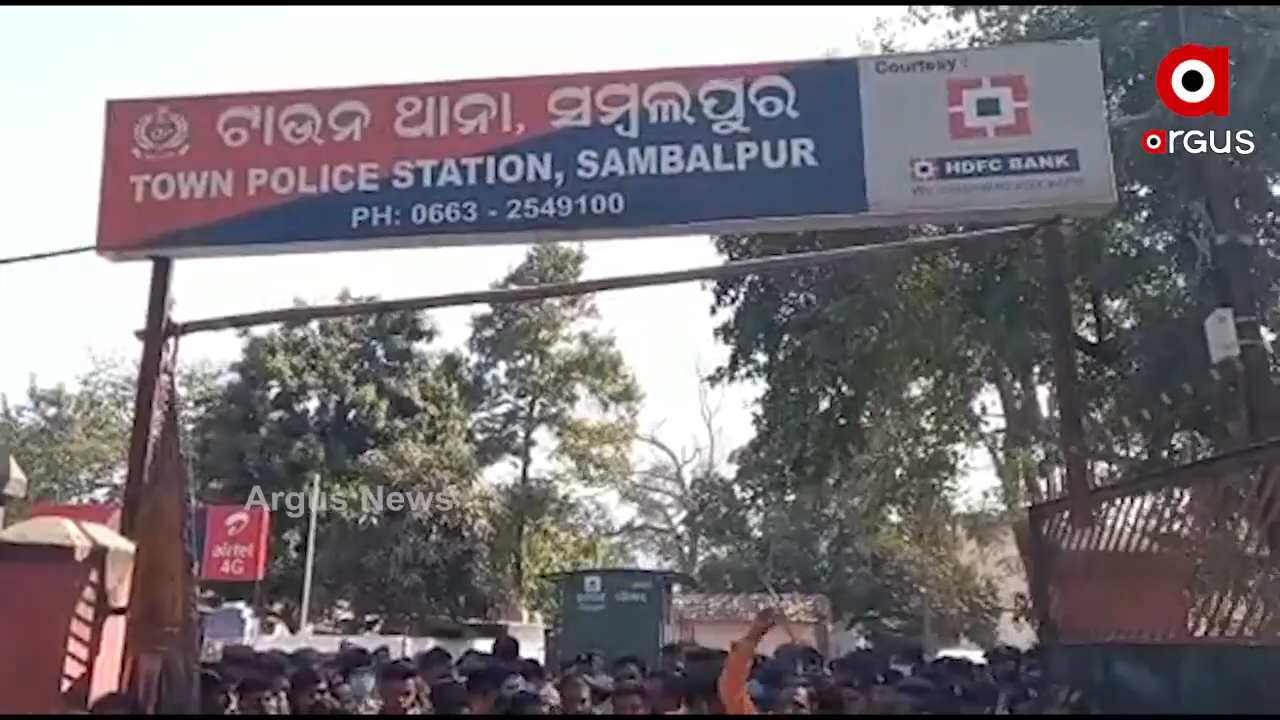 ଟାଉନ ଥାନା, ସମ୍ବଲପୁର
TOWN POLICE STATION, SAMBALPUR
PH: 0663 - 2549100
Courtesy :
HDFC BANK
argus
Argus News
airtel
4G